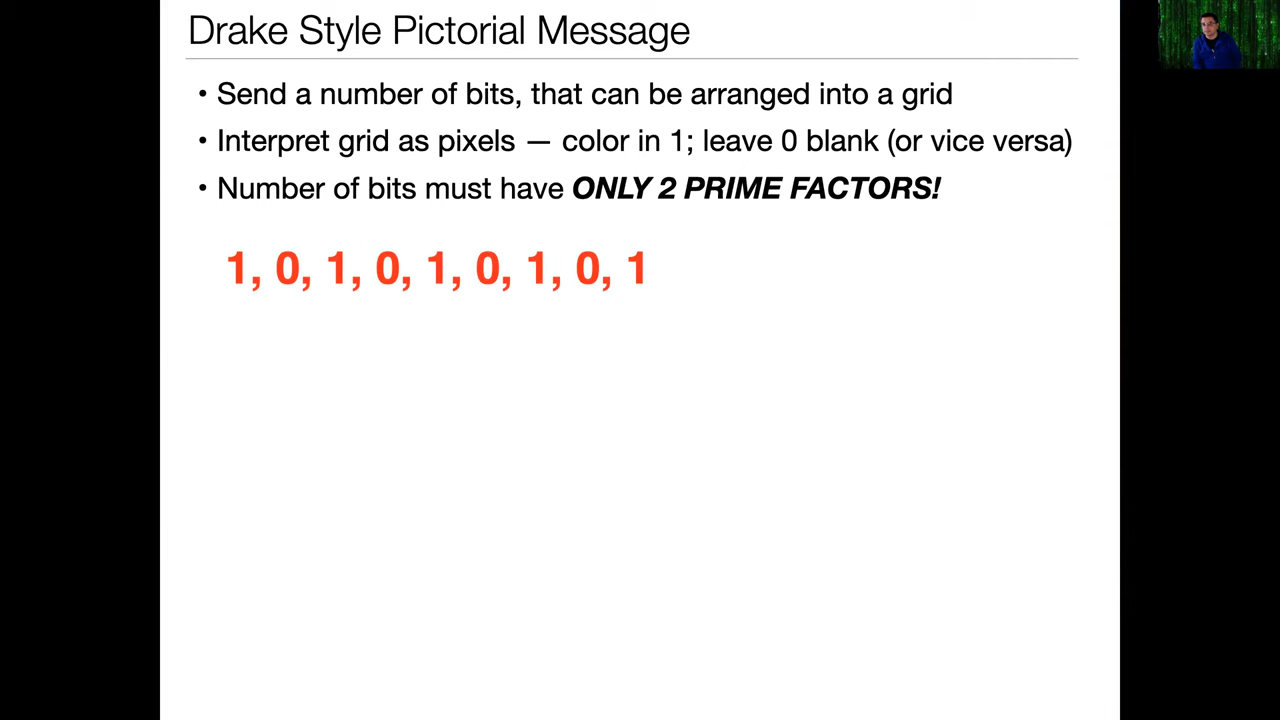 Drake Style Pictorial Message
• Send a number of bits, that can be arranged into a grid
• Interpret grid as pixels — color in 1; leave 0 blank (or vice versa)
• Number of bits must have ONLY 2 PRIME FACTORS!
1, 0, 1, 0, 1, 0, 1, 0, 1